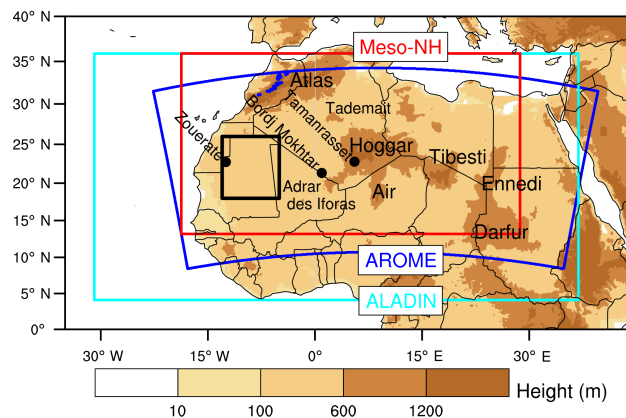 40° N
35° N
30° N
25° N
20° N
15° N
10° N
5° N
0°
Meso-NH
Atlas
Tademait
Zouerate
Bordj Mokhtar
Tamanrasset
Hoggar
Tibesti
Adrar
des Iforas
Air
Ennedi
Darfur
AROME
ALADIN
30° W
15° W
0°
15° E
30° E
10
100
600
1200
Height (m)